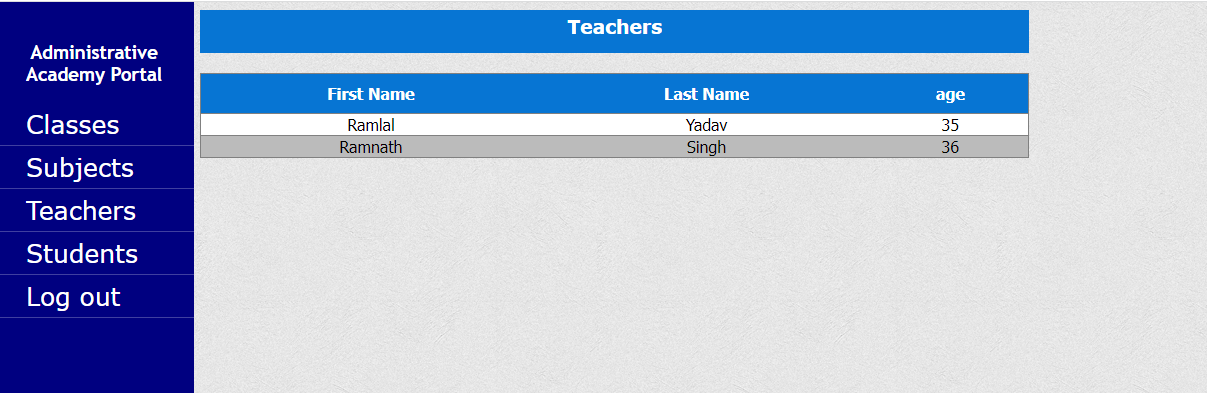 Administrative
Academy Portal
Classes
Subjects
Teachers
Students
Log out
Teachers
First Name Last Name age
Ramlal Yadav 35
Ramnath Singh 36